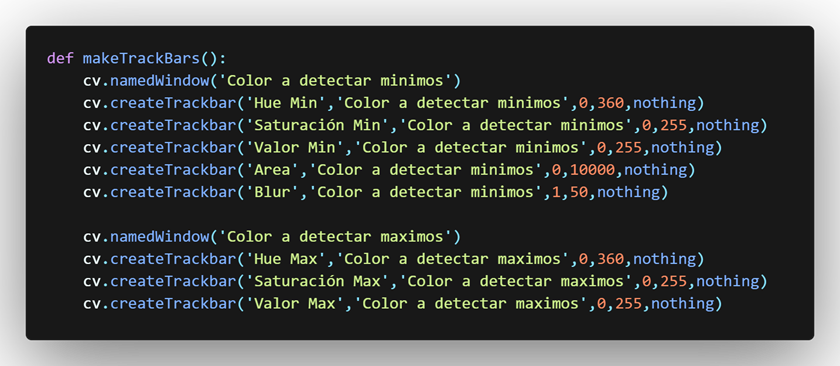 def makeTrackBars():
    cv.namedWindow('Color a detectar minimos')
    cv.createTrackbar('Hue Min','Color a detectar minimos',0,360,nothing)
    cv.createTrackbar('Saturación Min','Color a detectar minimos',0,255,nothing)
    cv.createTrackbar('Valor Min','Color a detectar minimos',0,255,nothing)
    cv.createTrackbar('Area','Color a detectar minimos',0,10000,nothing)
    cv.createTrackbar('Blur','Color a detectar minimos',1,50,nothing)

    cv.namedWindow('Color a detectar maximos')
    cv.createTrackbar('Hue Max','Color a detectar maximos',0,360,nothing)
    cv.createTrackbar('Saturación Max','Color a detectar maximos',0,255,nothing)
    cv.createTrackbar('Valor Max','Color a detectar maximos',0,255,nothing)